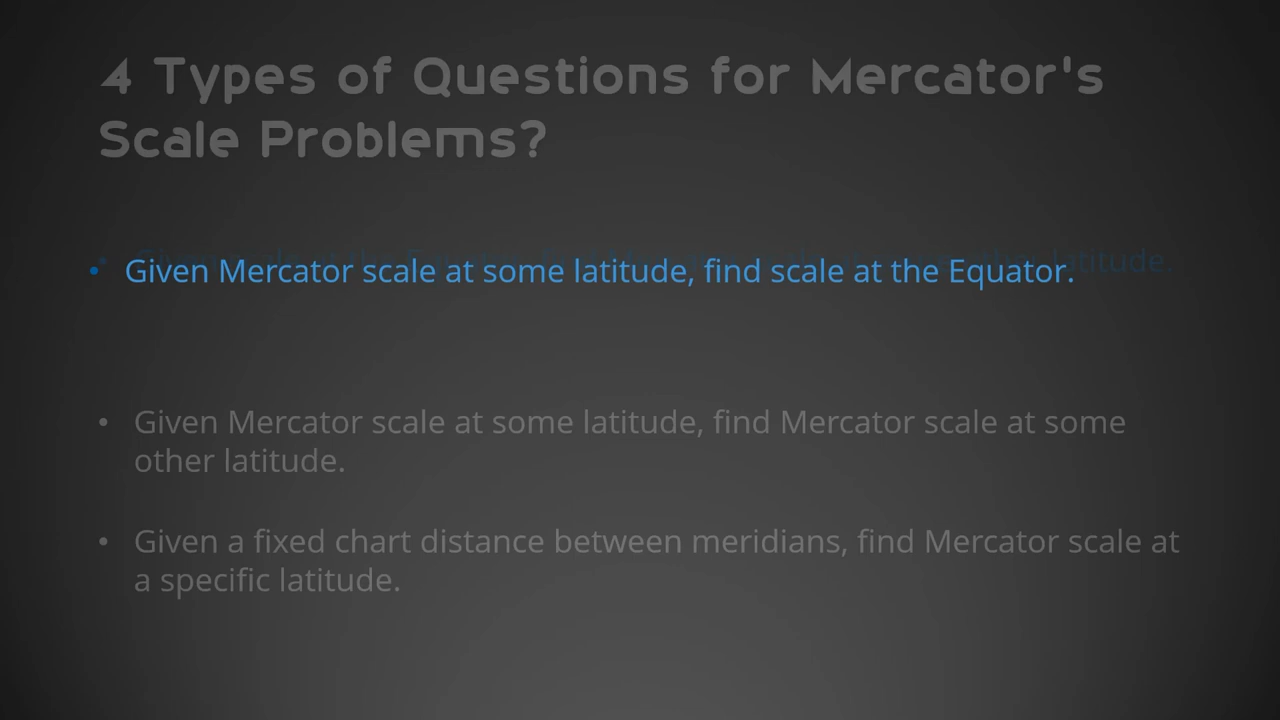 4 Types of Questions for Mercator's
Scale Problems?
• Given Mercator scale at some latitude, find scale at the Equator.
• Given Mercator scale at some latitude, find Mercator scale at some
other latitude.
• Given a fixed chart distance between meridians, find Mercator scale at
a specific latitude.